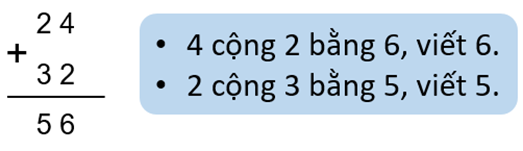 24
+
32
56
• 4 cộng 2 bằng 6, viết 6.
• 2 cộng 3 bằng 5, viết 5.